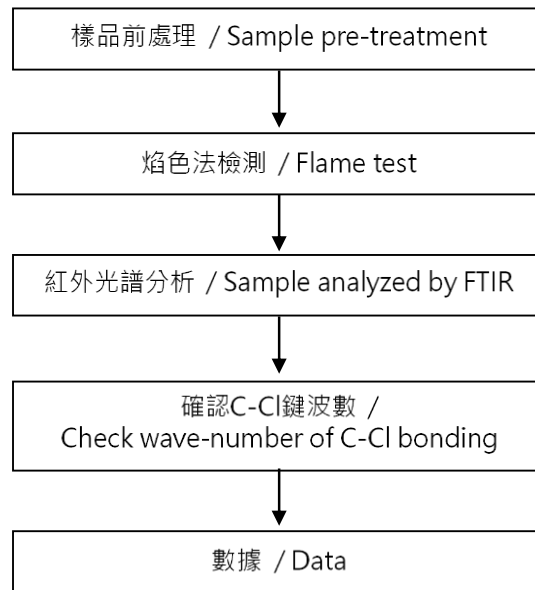 樣品前處理 / Sample pre-treatment
焰色法檢測 / Flame test
紅外光譜分析 / Sample analyzed by FTIR
確認C-Cl鍵波數 /
Check wave-number of C-Cl bonding
數據 / Data